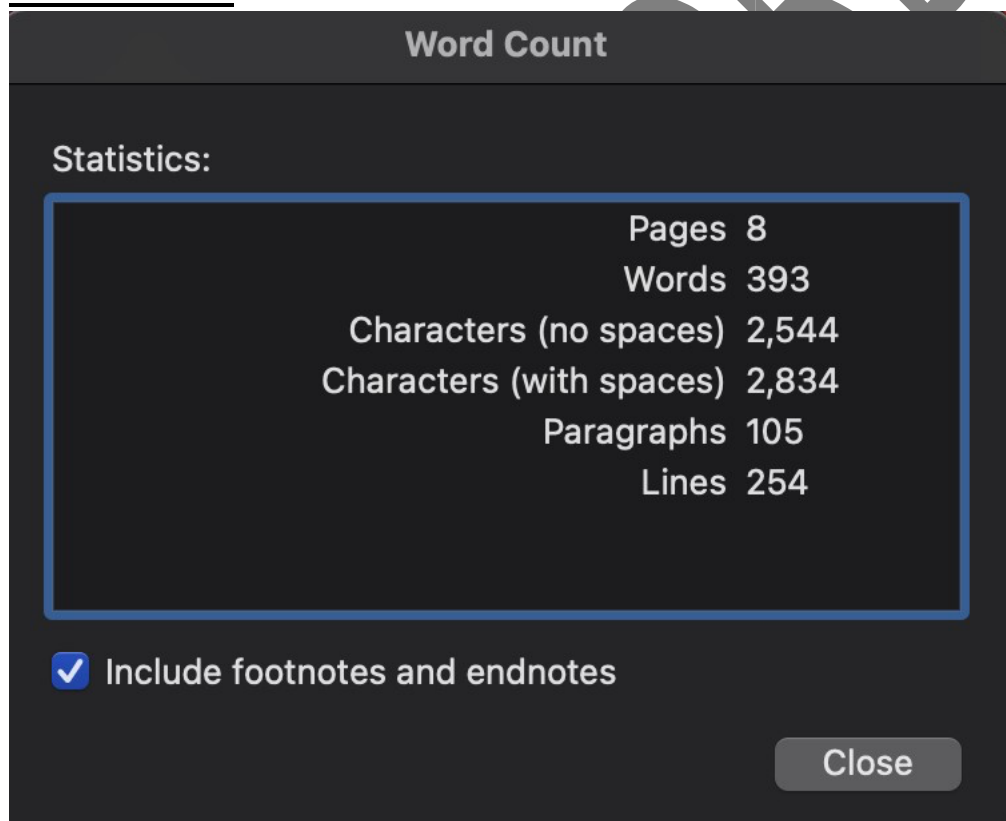 Word Count
Statistics:
Pages 8
Words 393
Characters (no spaces) 2,544
Characters (with spaces) 2,834
Paragraphs 105
Lines 254
Include footnotes and endnotes
Close